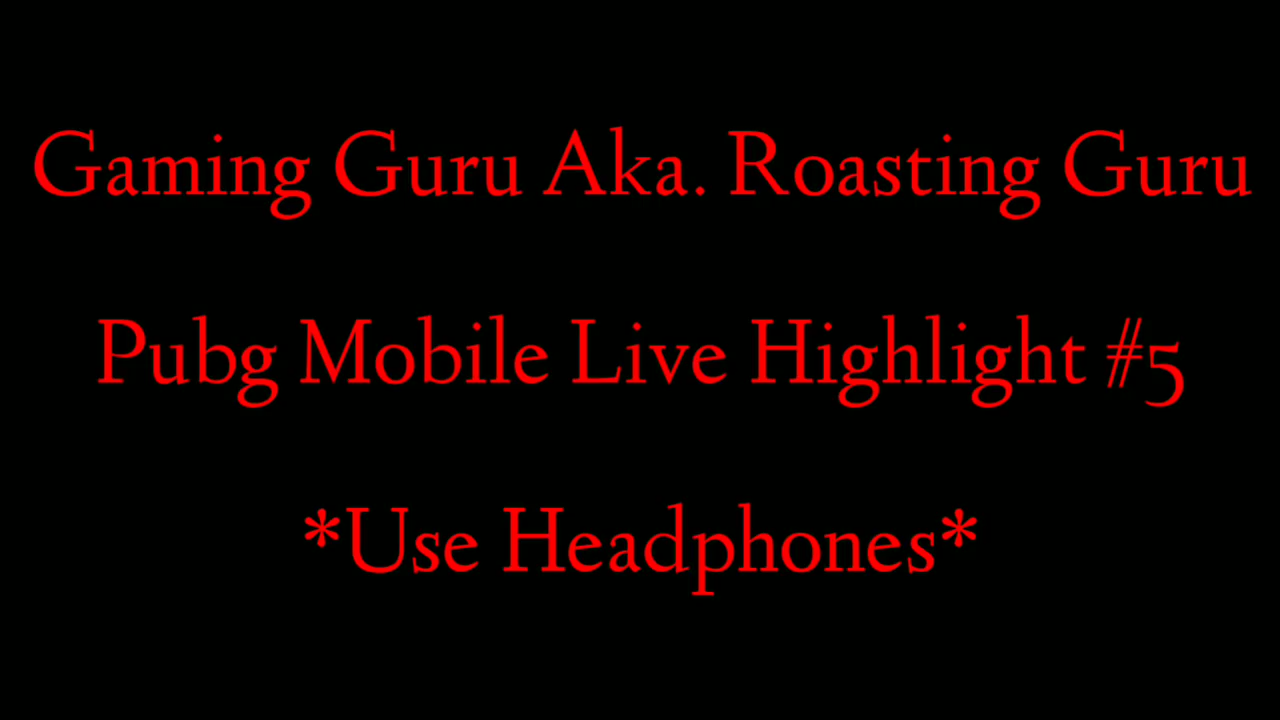 Gaming Guru Aka. Roasting Guru
Pubg Mobile Live Highlight #5
*Use Headphones*